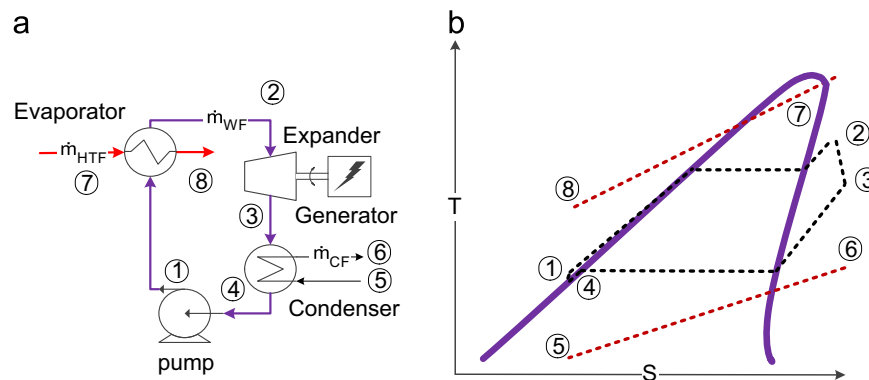 a
b
②
Evaporator
ṁWF
Expander
ṁHTF
⑦
⑧
③
Generator
ṁCF
⑥
①
④
⑤
Condenser
pump
T
⑦
②
⑧
③
①
④
⑥
⑤
S